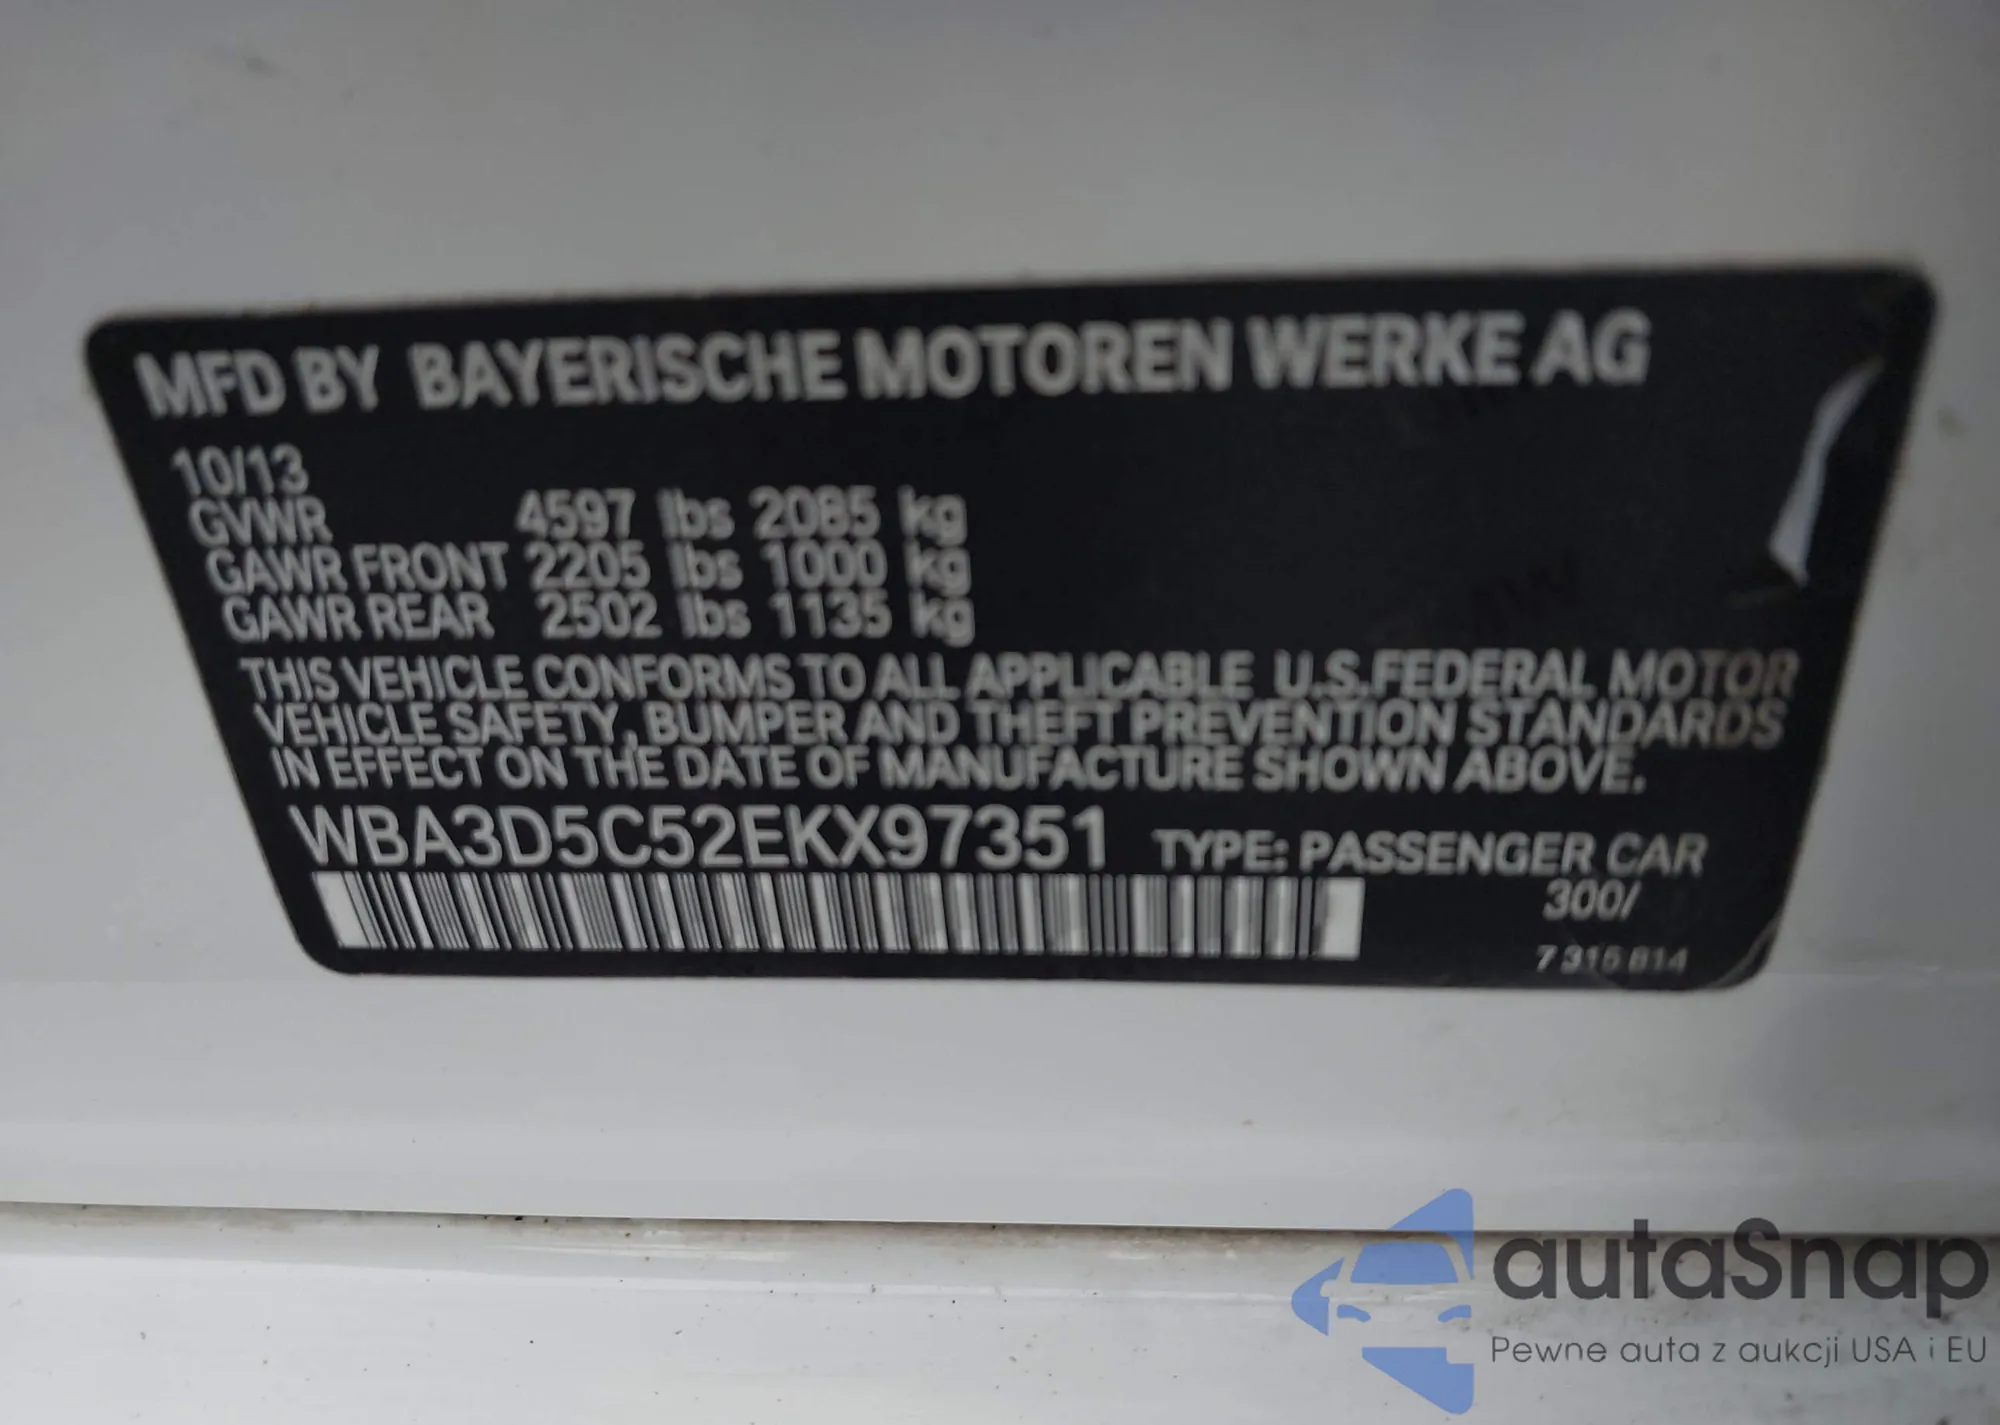 MFD BY BAYERISCHE MOTOREN WERKE AG
10/13
GVWR 4597 lbs 2085 kg
GAWR FRONT 2205 lbs 1000 kg
GAWR REAR 2502 lbs 1135 kg
THIS VEHICLE CONFORMS TO ALL APPLICABLE U.S.FEDERAL MOTOR
VEHICLE SAFETY, BUMPER AND THEFT PREVENTION STANDARDS
IN EFFECT ON THE DATE OF MANUFACTURE SHOWN ABOVE.
WBA3D5C52EKX97351 TYPE: PASSENGER CAR
300/
7 315 814
autaSnap
Pewne auta z aukcji USA i EU